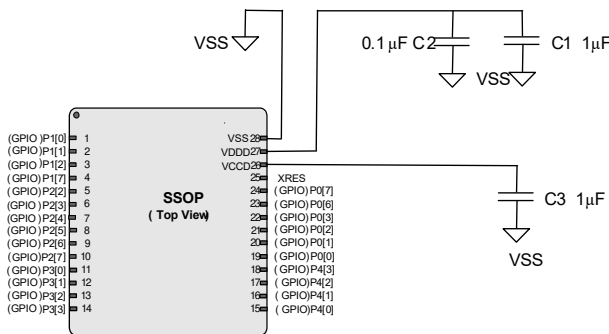 VSS
0.1 µF C2
C1 1µF
VSS
(GPIO )P1[0] 1
(GPIO)P1[1] 2
(GPIO)P1[2] 3
(GPIO)P1[7] 4
(GPIO)P2[2] 5
(GPIO)P2[3] 6
(GPIO)P2[4] 7
(GPIO)P2[5] 8
(GPIO)P2[6] 9
(GPIO)P2[7] 10
(GPIO)P3[0] 11
(GPIO)P3[1] 12
(GPIO)P3[2] 13
(GPIO)P3[3] 14
SSOP
( Top View)
VSS 28
VDDD 27
VCCD 26
25 XRES
24 (GPIO) P0[7]
23 (GPIO) P0[6]
22 (GPIO) P0[3]
21 (GPIO) P0[2]
20 (GPIO) P0[1]
19 (GPIO) P0[0]
18 (GPIO) P4[3]
17 (GPIO) P4[2]
16 (GPIO) P4[1]
15 (GPIO) P4[0]
C3 1µF
VSS